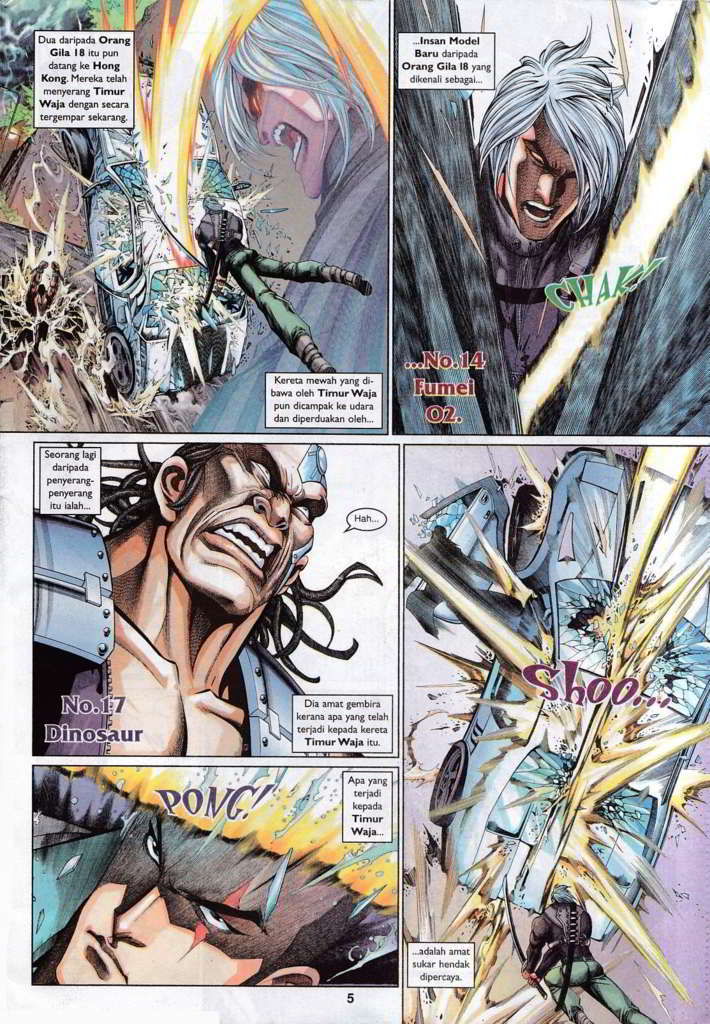 Dua daripada Orang
Gila 18 itu pun
datang ke Hong
Kong. Mereka telah
menyerang Timur
Waja dengan secara
tergempar sekarang.
Kereta mewah yang di-
bawa oleh Timur Waja
pun dicampak ke udara
dan diperduakan oleh...
...Insan Model
Baru daripada
Orang Gila 18 yang
dikenali sebagai...
CHAK
...No.14
Fumei
02.
Seorang lagi
daripada
penyerang-
penyerang
itu ialah...
Hah...
No.17
Dinosaur
Dia amat gembira
kerana apa yang telah
terjadi kepada kereta
Timur Waja itu.
PONG!
Apa yang
terjadi
kepada
Timur
Waja...
Shoo...
...adalah amat
sukar hendak
dipercaya.
5